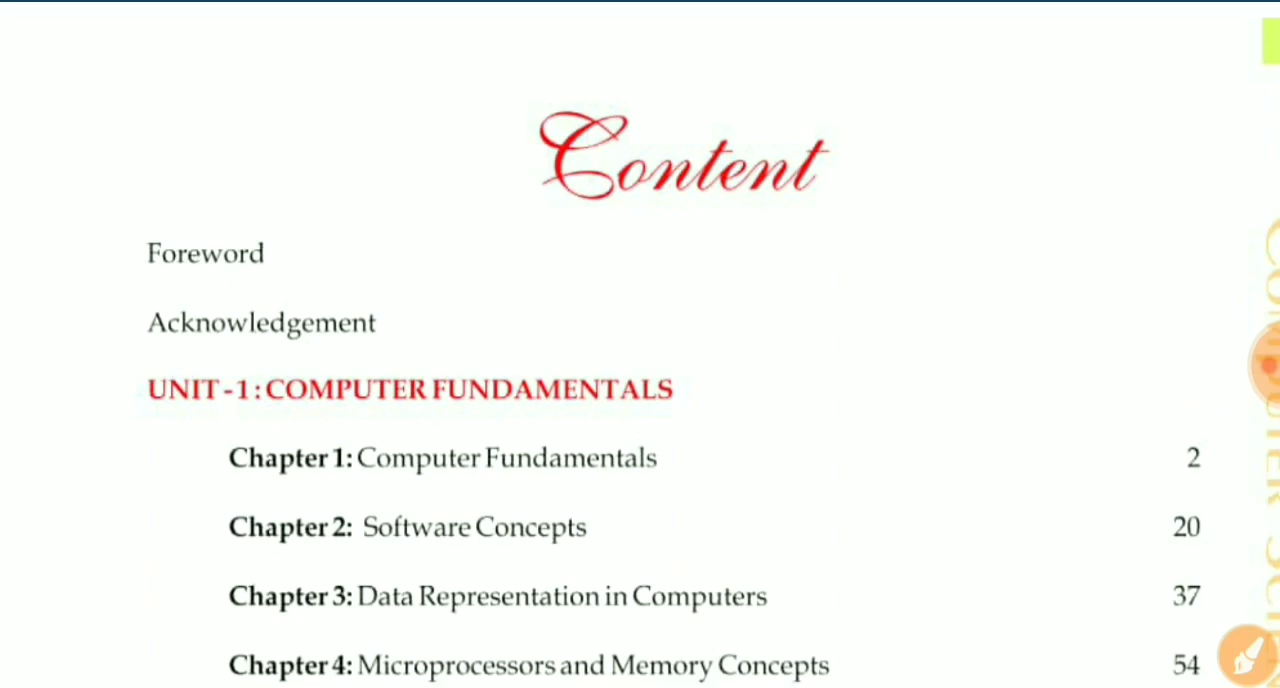 Content
Foreword
Acknowledgement
UNIT - 1 : COMPUTER FUNDAMENTALS
Chapter 1: Computer Fundamentals 2
Chapter 2: Software Concepts 20
Chapter 3: Data Representation in Computers 37
Chapter 4: Microprocessors and Memory Concepts 54